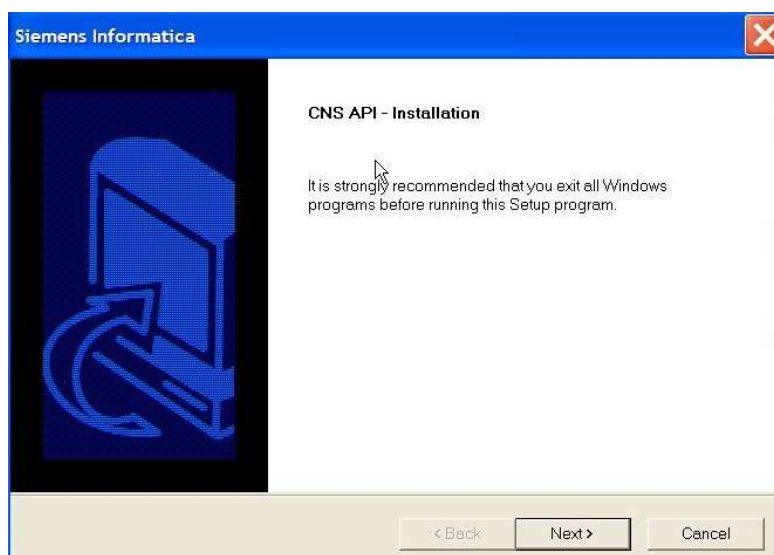 Siemens Informatica
CNS API - Installation
It is strongly recommended that you exit all Windows
programs before running this Setup program.
< Back
Next >
Cancel